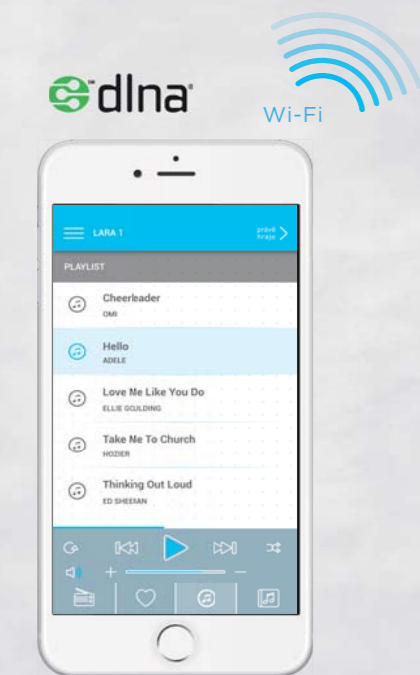 dlna
Wi-Fi
LARA 1
právě
hraje
PLAYLIST
Cheerleader
OMI
Hello
ADELE
Love Me Like You Do
ELLIE GOULDING
Take Me To Church
HOZIER
Thinking Out Loud
ED SHEERAN